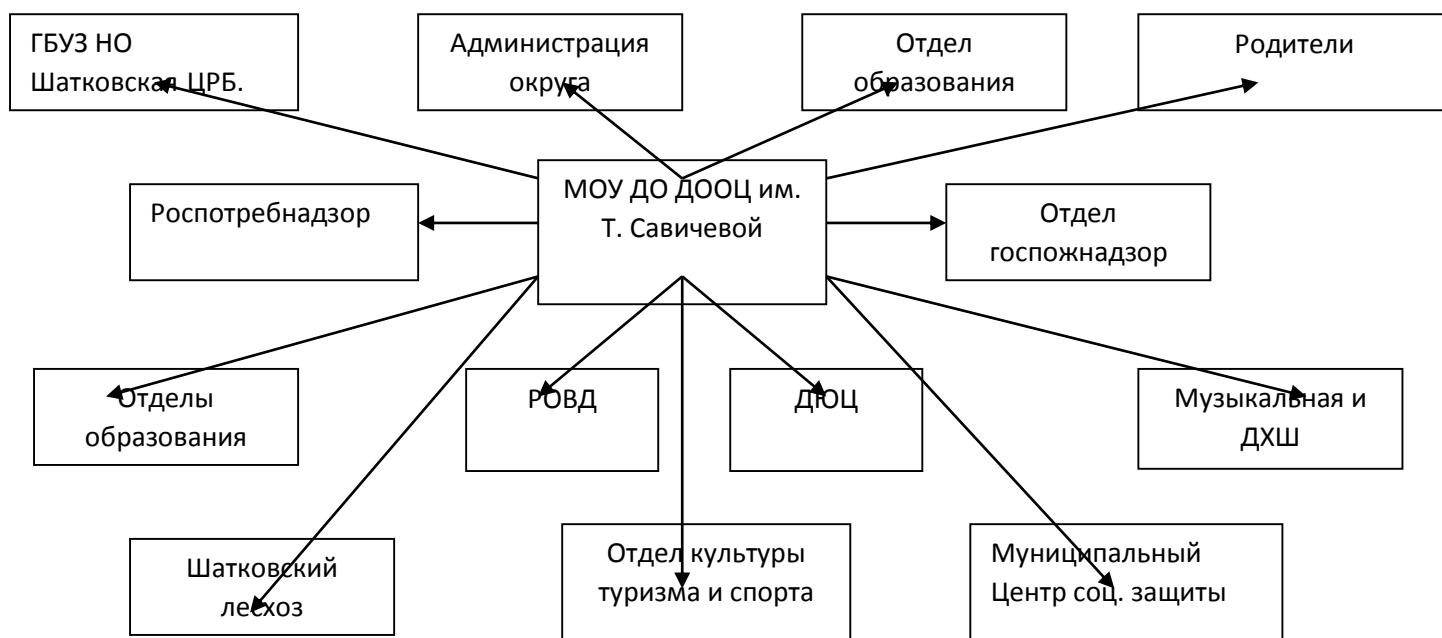 ГБУЗ НО
Шатковская ЦРБ.
Администрация
округа
Отдел
образования
Родители
Роспотребнадзор
МОУ ДО ДООЦ им.
Т. Савичевой
Отдел
госпожнадзор
Отделы
образования
РОВД
ДЮЦ
Музыкальная и
ДХШ
Шатковский
лесхоз
Отдел культуры
туризма и спорта
Муниципальный
Центр соц. защиты